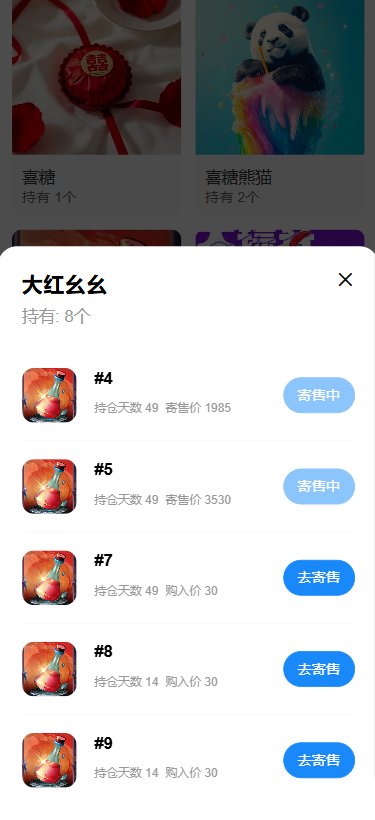 囍
喜糖
喜糖熊猫
持有 1个
持有 2个
大红幺幺
持有: 8个
#4
持仓天数 49 寄售价 1985
寄售中
#5
持仓天数 49 寄售价 3530
寄售中
#7
持仓天数 49 购入价 30
去寄售
#8
持仓天数 14 购入价 30
去寄售
#9
持仓天数 14 购入价 30
去寄售